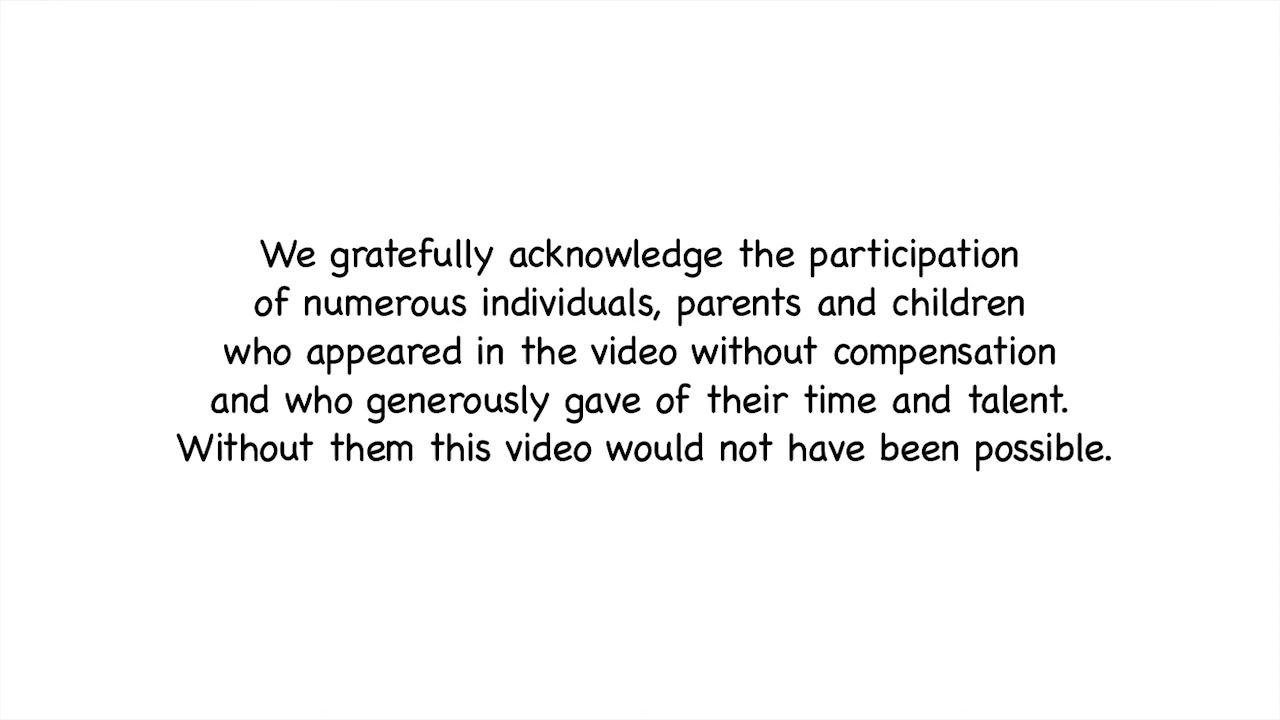 We gratefully acknowledge the participation
of numerous individuals, parents and children
who appeared in the video without compensation
and who generously gave of their time and talent.
Without them this video would not have been possible.